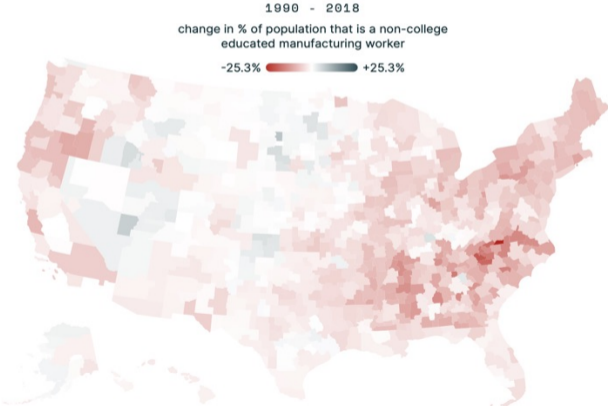 1990 - 2018
change in % of population that is a non-college
educated manufacturing worker
-25.3% +25.3%